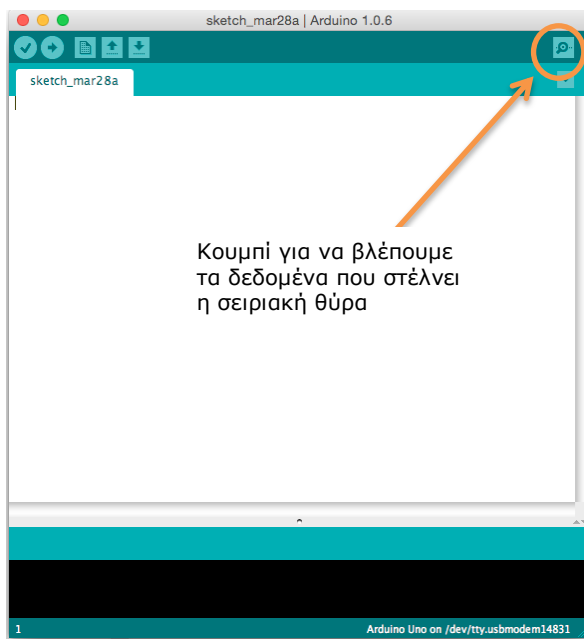 sketch_mar28a | Arduino 1.0.6
sketch_mar28a
Κουμπί για να βλέπουμε
τα δεδομένα που στέλνει
η σειριακή θύρα
1
Arduino Uno on /dev/tty.usbmodem14831